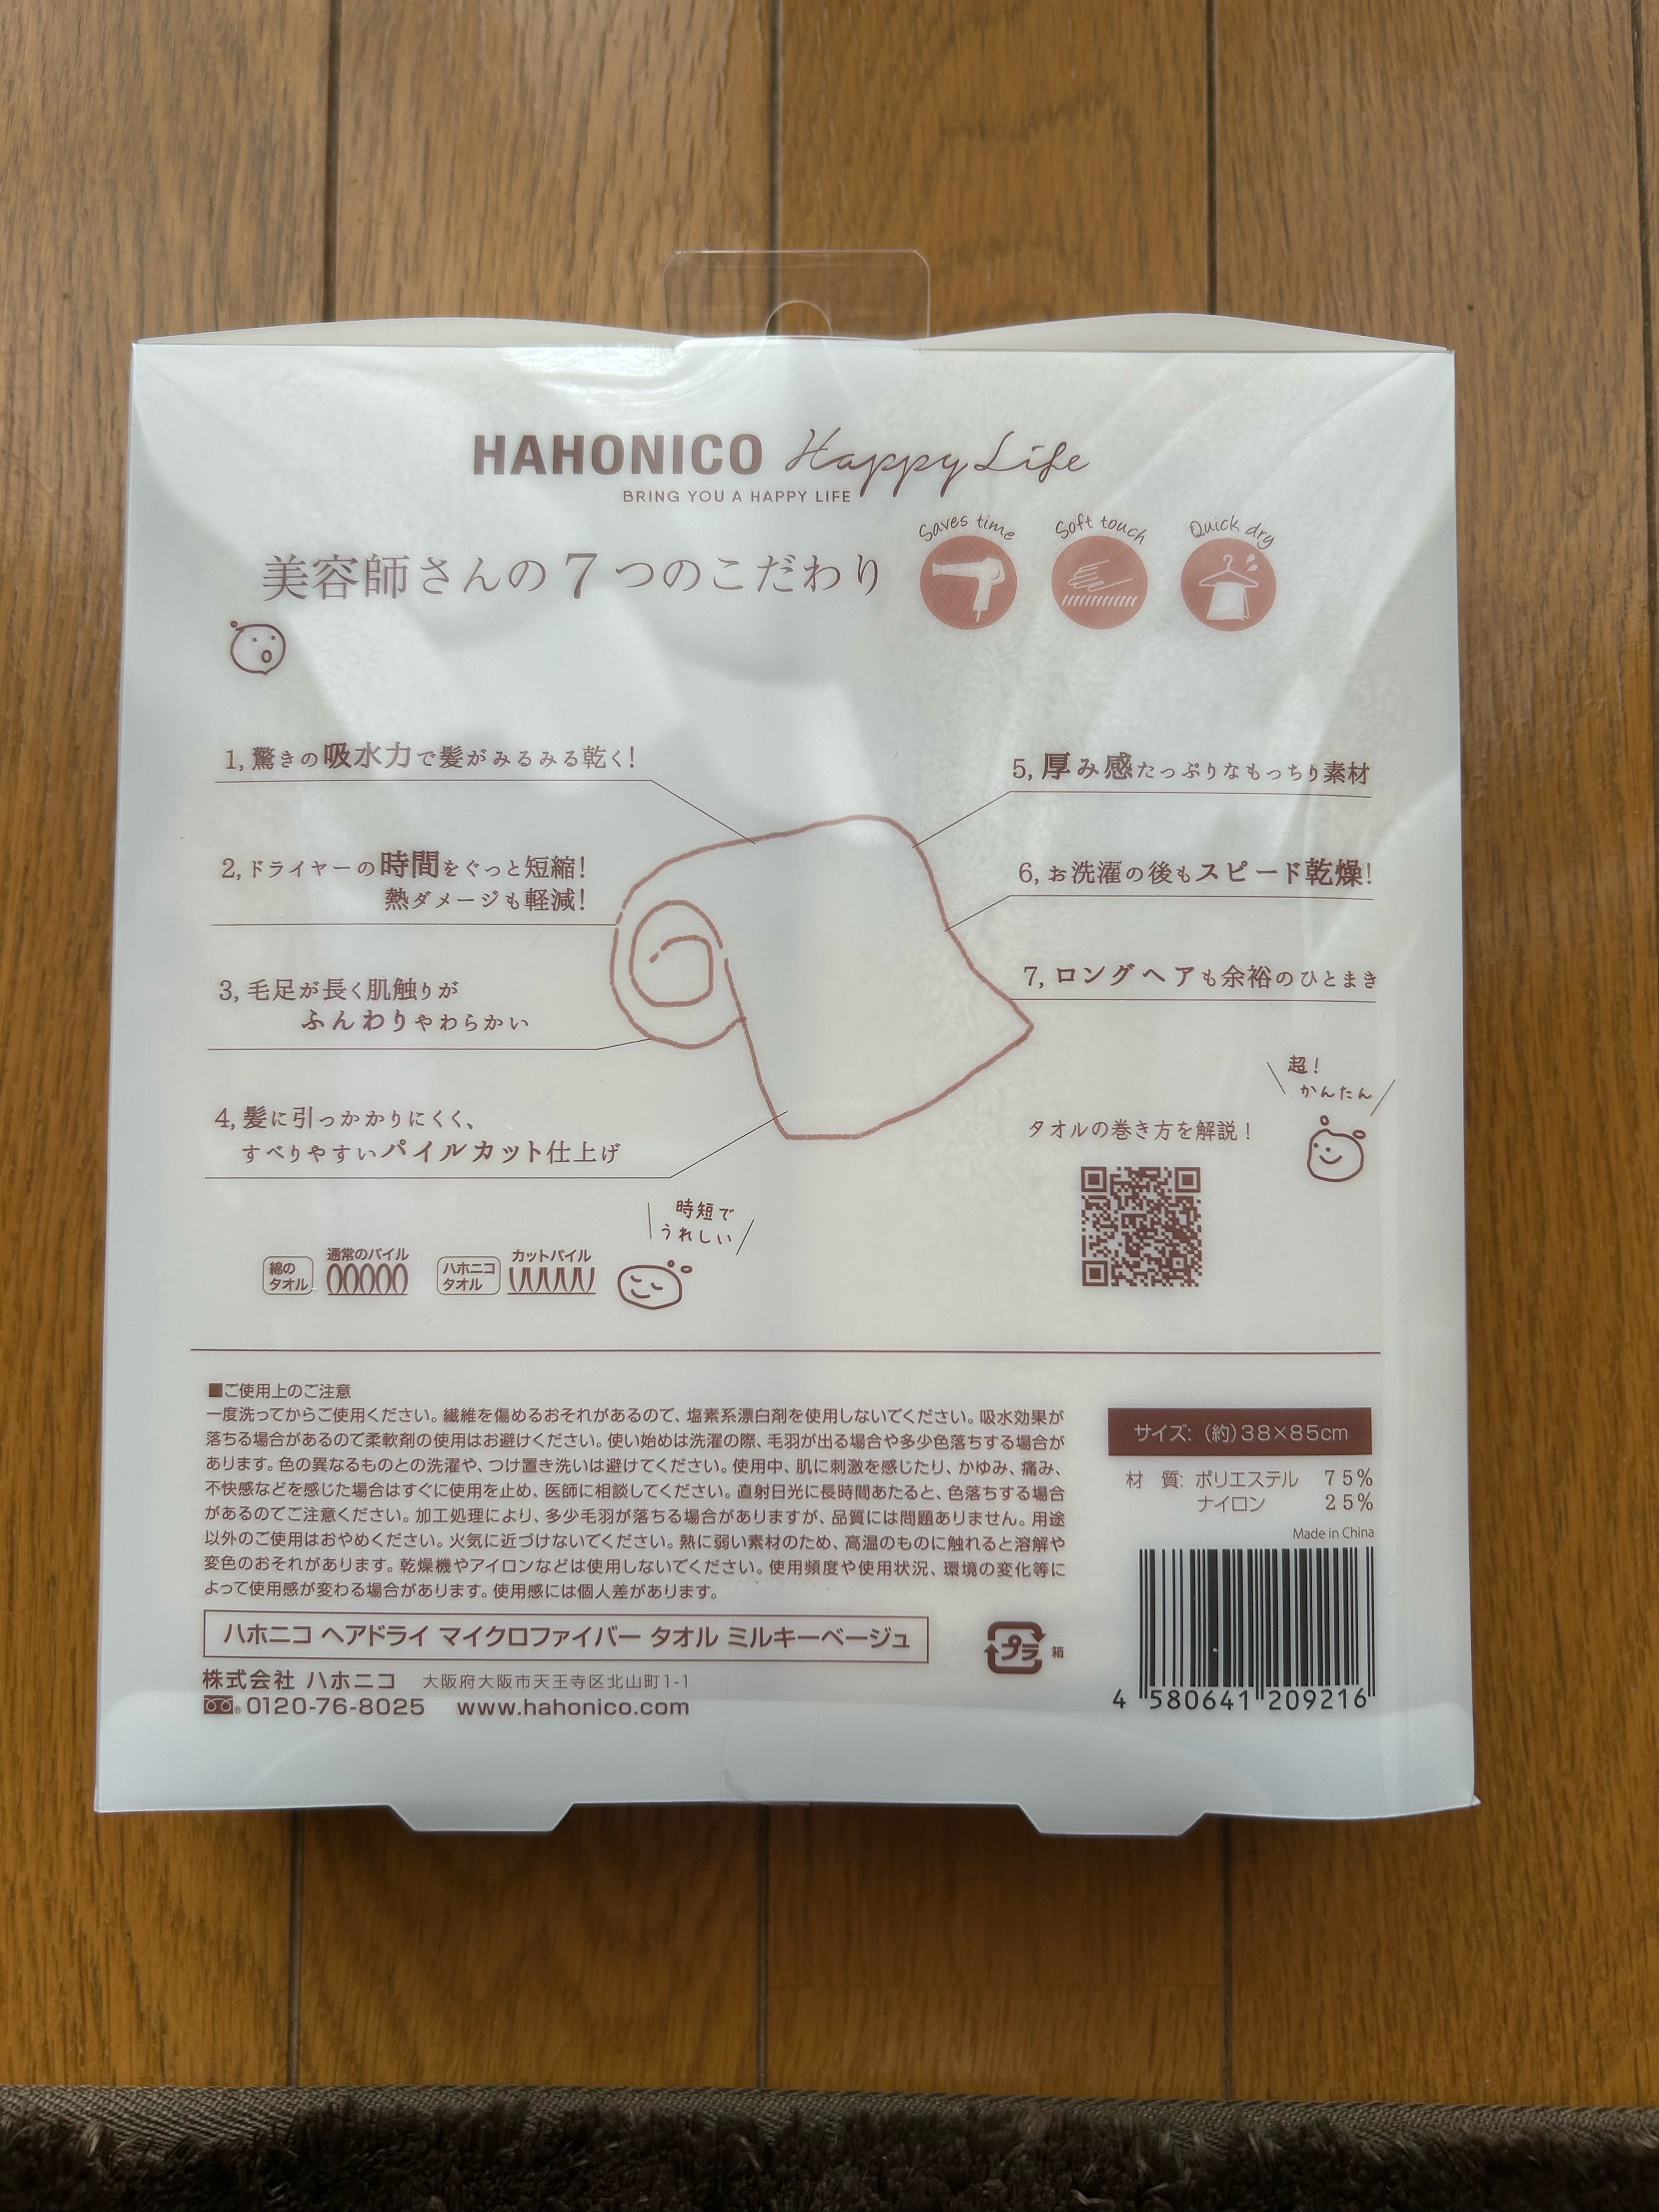 HAHONICO Happy Life
BRING YOU A HAPPY LIFE
Saves time
Soft touch
Quick dry
美容師さんの7つのこだわり
1, 驚きの吸水力で髪がみるみる乾く!
2, ドライヤーの時間をぐっと短縮!
熱ダメージも軽減!
3, 毛足が長く肌触りが
ふんわりやわらかい
4, 髪に引っかかりにくく、
すべりやすいパイルカット仕上げ
5, 厚み感たっぷりなもっちり素材
6, お洗濯の後もスピード乾燥!
7, ロングヘアも余裕のひとまき
超!
かんたん
タオルの巻き方を解説!
時短で
うれしい
綿の
タオル
通常のパイル
ハホニコ
タオル
カットパイル
■ご使用上のご注意
一度洗ってからご使用ください。繊維を傷めるおそれがあるので、塩素系漂白剤を使用しないでください。吸水効果が
落ちる場合があるので柔軟剤の使用はお避けください。使い始めは洗濯の際、毛羽が出る場合や多少色落ちする場合が
あります。色の異なるものとの洗濯や、つけ置き洗いは避けてください。使用中、肌に刺激を感じたり、かゆみ、痛み、
不快感などを感じた場合はすぐに使用を止め、医師に相談してください。直射日光に長時間あたると、色落ちする場合
があるのでご注意ください。加工処理により、多少毛羽が落ちる場合がありますが、品質には問題ありません。用途
以外のご使用はおやめください。火気に近づけないでください。熱に弱い素材のため、高温のものに触れると溶解や
変色のおそれがあります。乾燥機やアイロンなどは使用しないでください。使用頻度や使用状況、環境の変化等に
よって使用感が変わる場合があります。使用感には個人差があります。
ハホニコ ヘアドライ マイクロファイバー タオル ミルキーベージュ
株式会社 ハホニコ 大阪府大阪市天王寺区北山町1-1
0120-76-8025 www.hahonico.com
プラ 箱
サイズ: (約)38×85cm
材 質: ポリエステル 75%
ナイロン 25%
Made in China
4 580641 209216